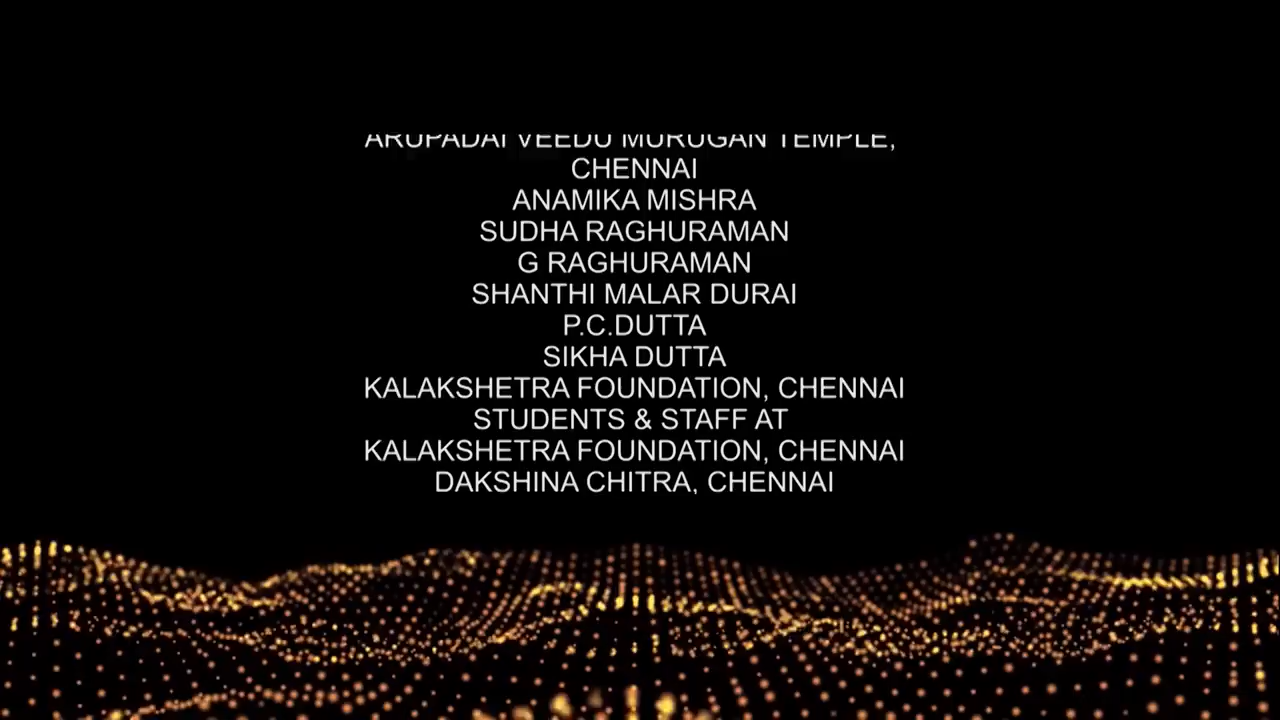 ARUPADAI VEEDU MURUGAN TEMPLE,
CHENNAI
ANAMIKA MISHRA
SUDHA RAGHURAMAN
G RAGHURAMAN
SHANTHI MALAR DURAI
P.C.DUTTA
SIKHA DUTTA
KALAKSHETRA FOUNDATION, CHENNAI
STUDENTS & STAFF AT
KALAKSHETRA FOUNDATION, CHENNAI
DAKSHINA CHITRA, CHENNAI